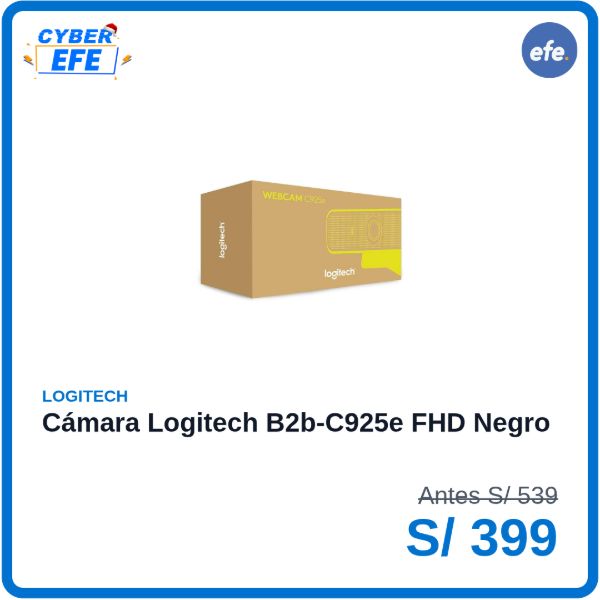 CYBER
EFE
efe.
WEBCAM C925e
logitech
logitech
LOGITECH
Cámara Logitech B2b-C925e FHD Negro
Antes S/ 539
S/ 399